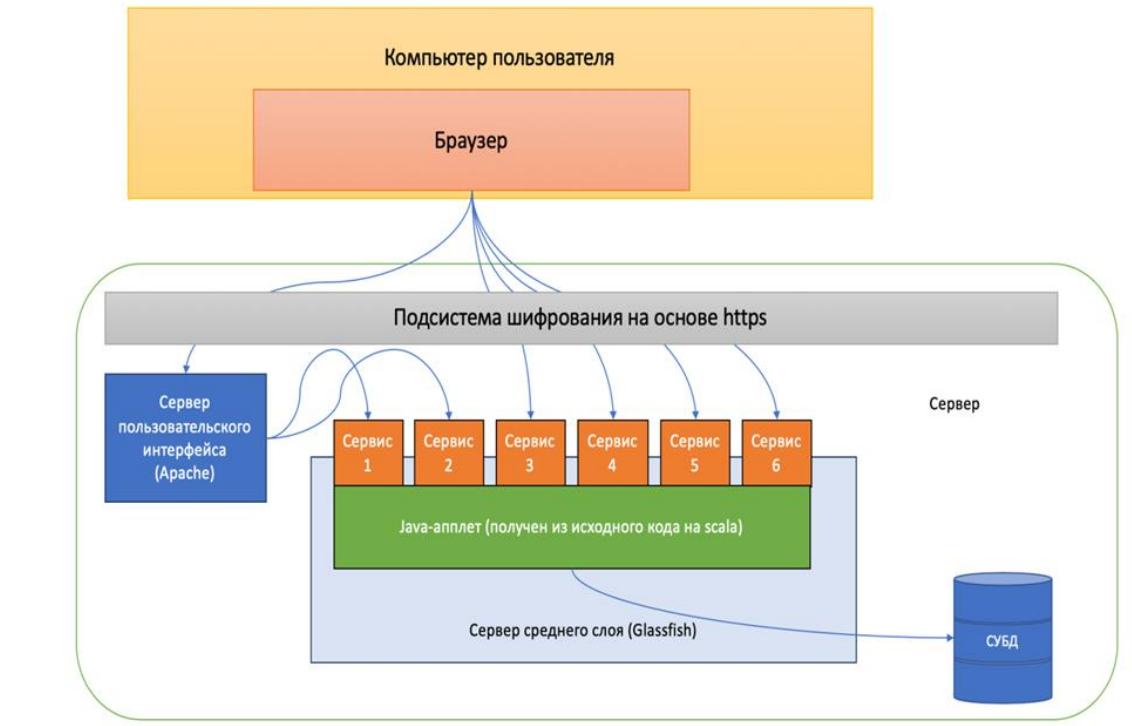 Компьютер пользователя
Браузер
Подсистема шифрования на основе https
Сервер
пользовательского
интерфейса
(Apache)
Сервер
Сервис
1
Сервис
2
Сервис
3
Сервис
4
Сервис
5
Сервис
6
Java-апплет (получен из исходного кода на scala)
Сервер среднего слоя (Glassfish)
СУБД